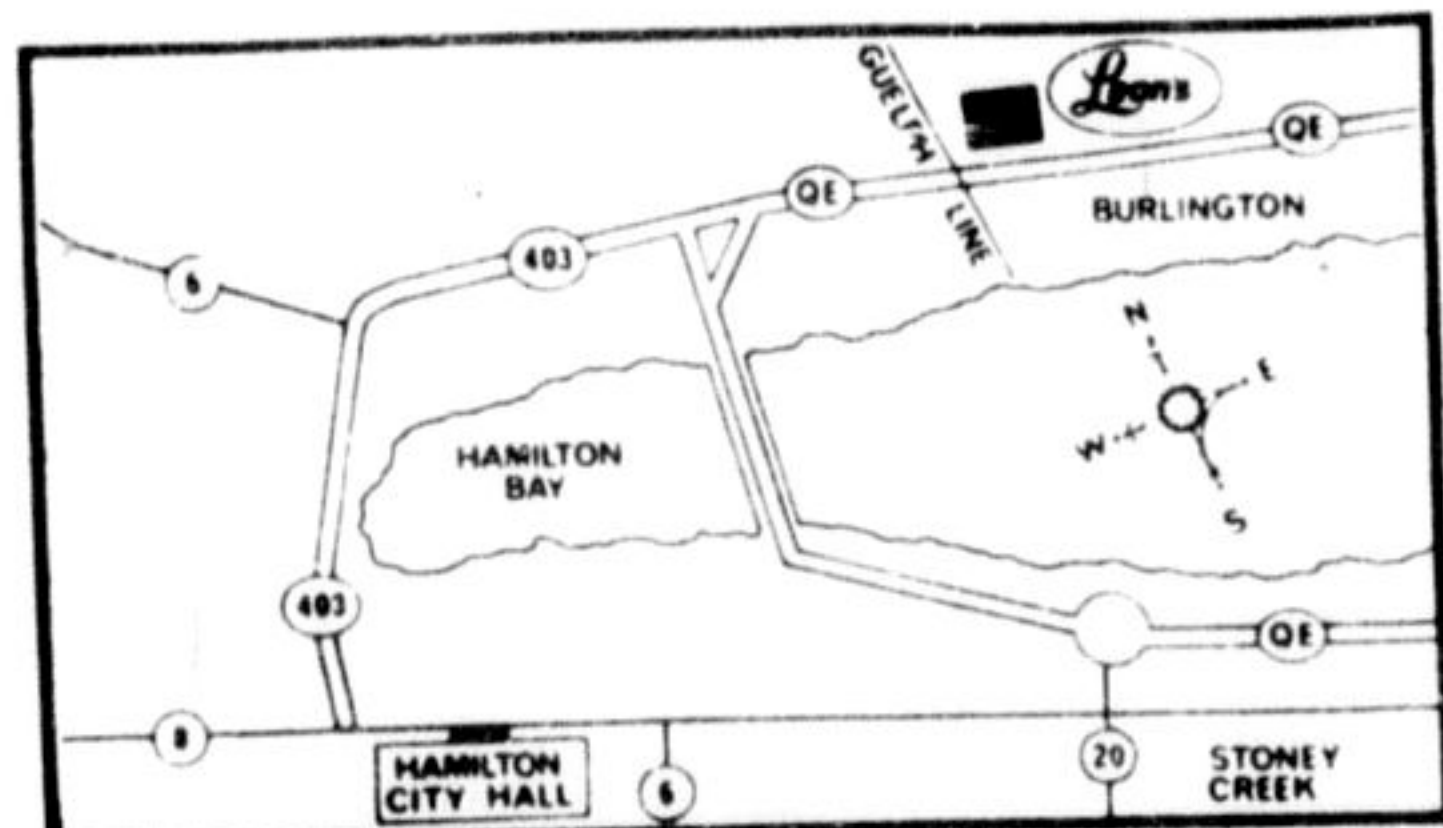 GUELPH
LINE
Leon's
QE
QE
BURLINGTON
403
6
N
E
W
S
HAMILTON
BAY
403
QE
8
HAMILTON
CITY HALL
6
20
STONEY
CREEK